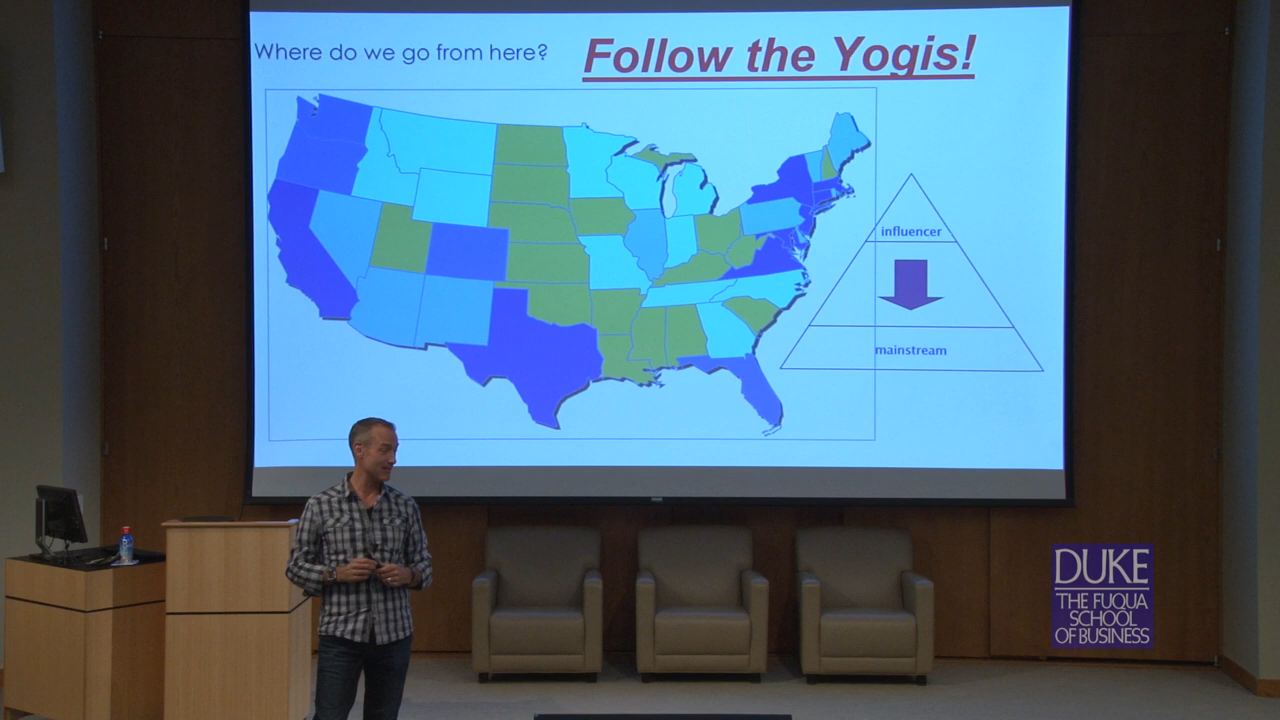 Where do we go from here?
Follow the Yogis!
influencer
mainstream
DUKE
THE FUQUA
SCHOOL
OF BUSINESS